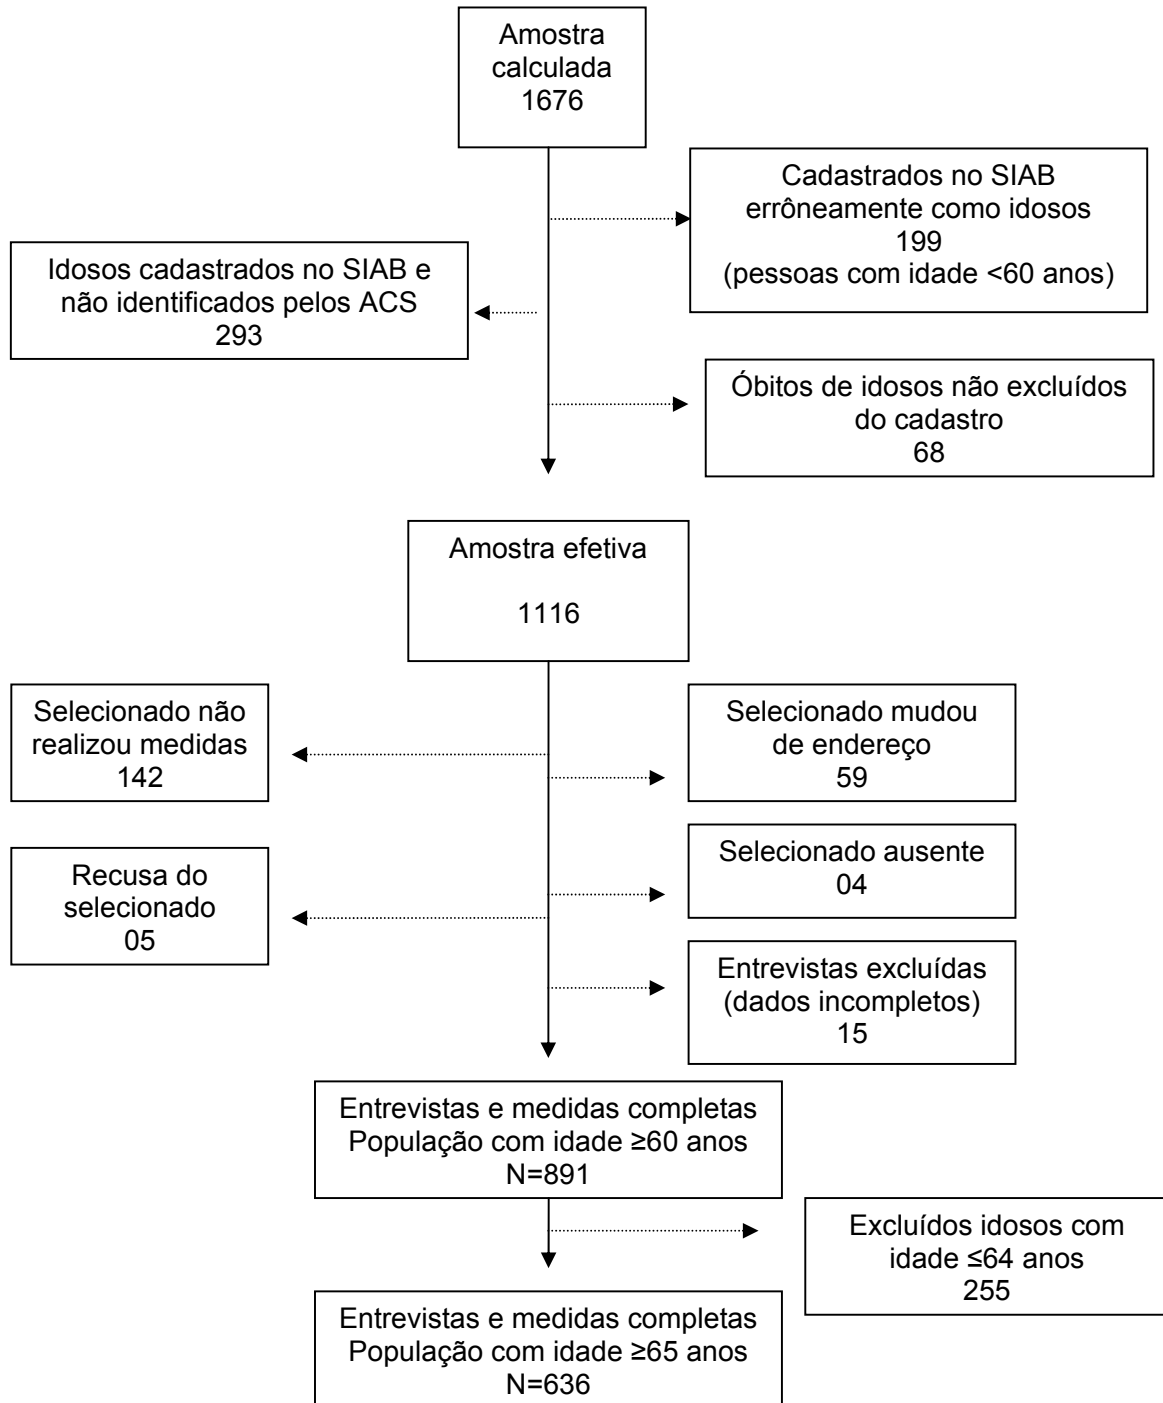 Amostra
calculada
1676
Cadastrados no SIAB
errôneamente como idosos
199
(pessoas com idade <60 anos)
Idosos cadastrados no SIAB e
não identificados pelos ACS
293
Óbitos de idosos não excluídos
do cadastro
68
Amostra efetiva
1116
Selecionado não
realizou medidas
142
Selecionado mudou
de endereço
59
Selecionado ausente
04
Recusa do
selecionado
05
Entrevistas excluídas
(dados incompletos)
15
Entrevistas e medidas completas
População com idade ≥60 anos
N=891
Excluídos idosos com
idade ≤64 anos
255
Entrevistas e medidas completas
População com idade ≥65 anos
N=636